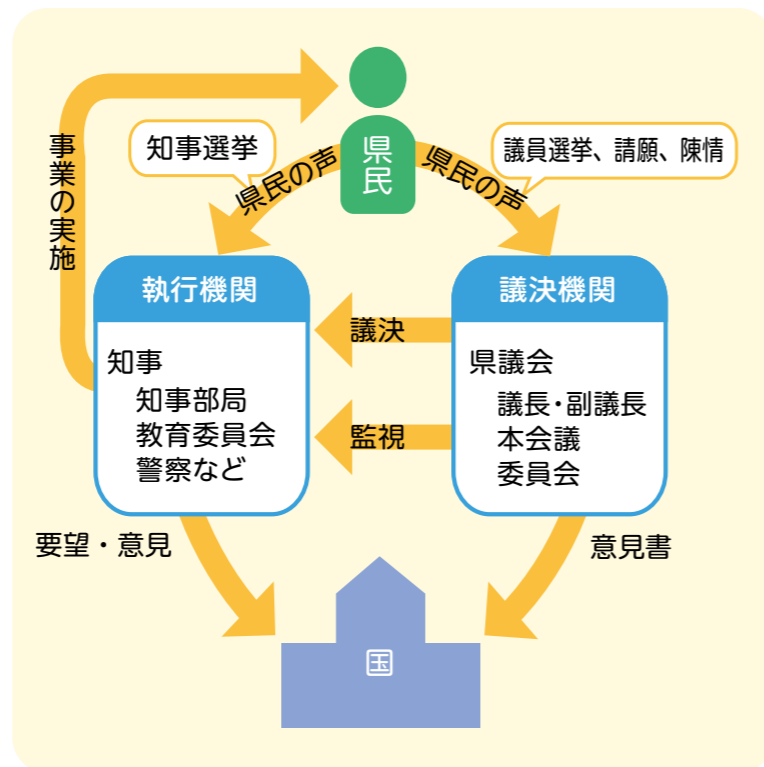 県民
知事選挙
議員選挙、請願、陳情
県民の声
県民の声
事業の実施
執行機関
知事
知事部局
教育委員会
警察など
議決
監視
議決機関
県議会
議長・副議長
本会議
委員会
要望・意見
意見書
国